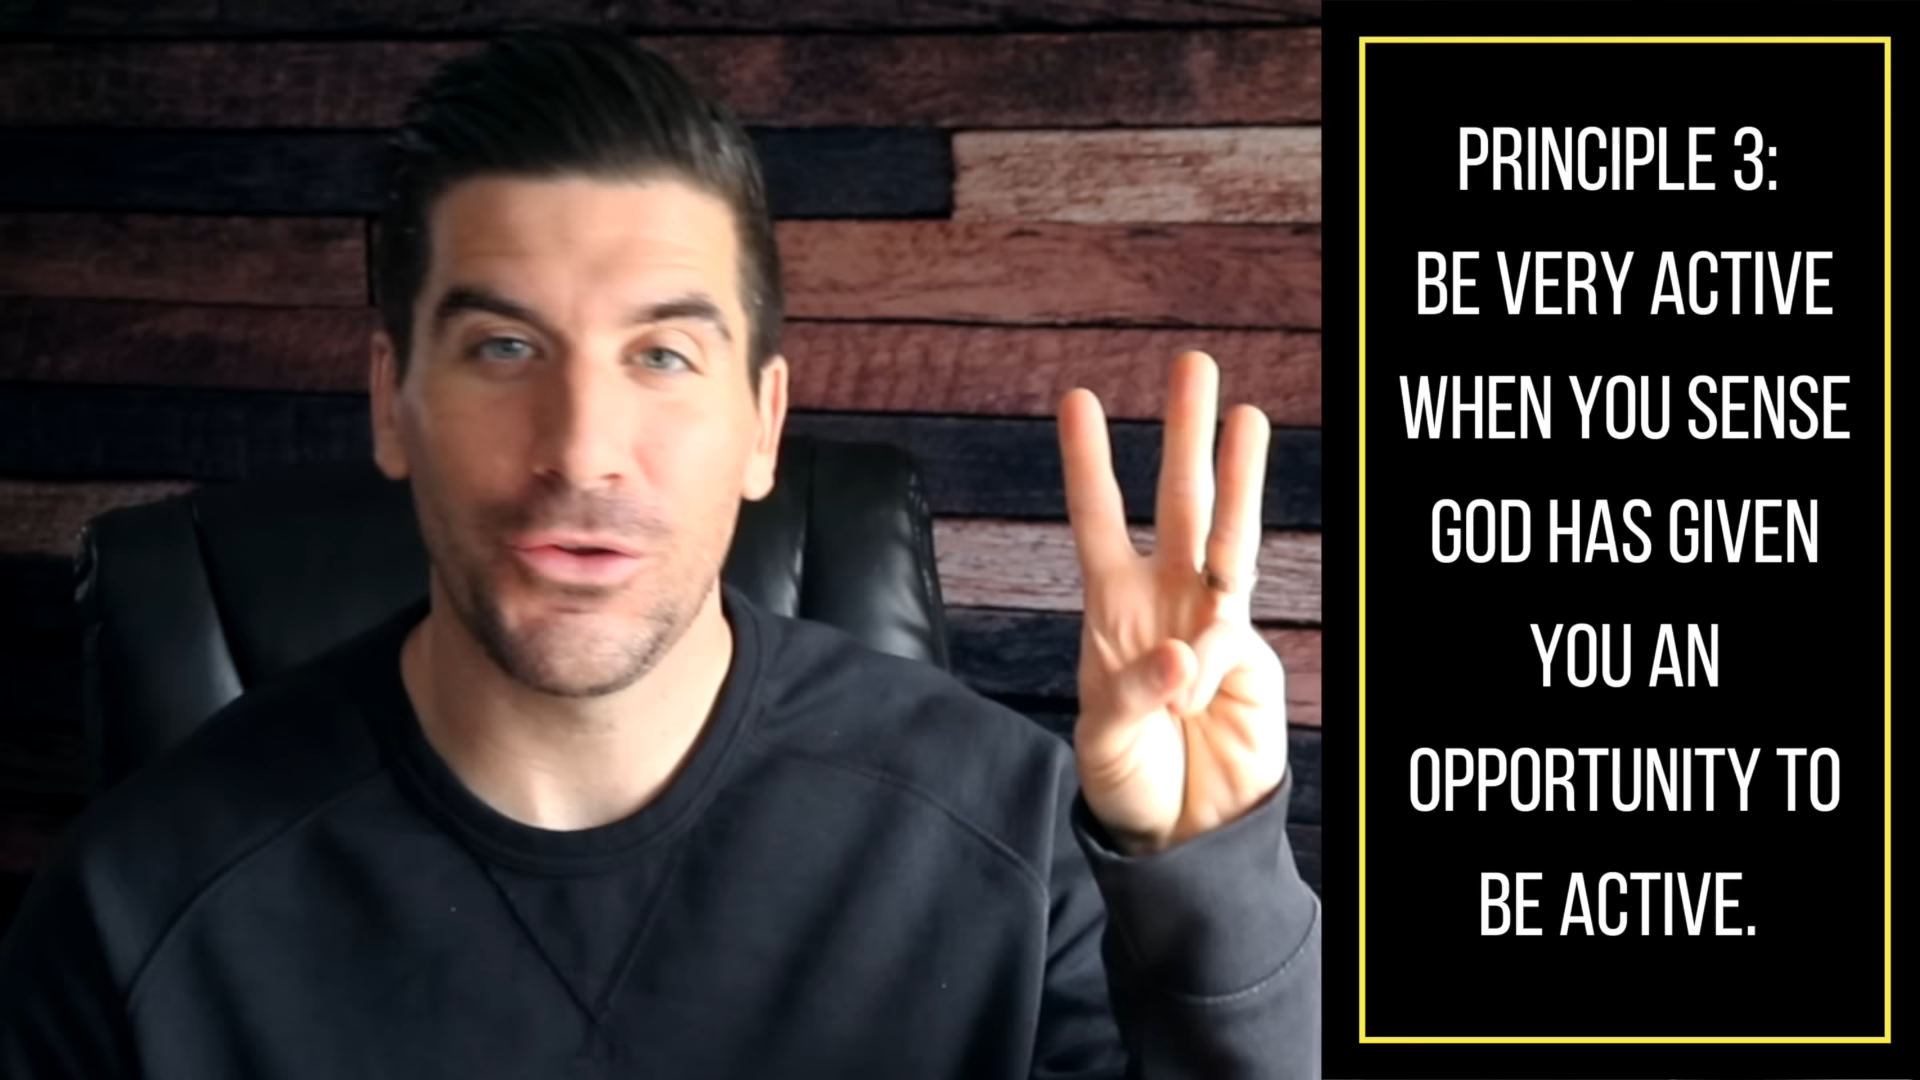 PRINCIPLE 3:
BE VERY ACTIVE
WHEN YOU SENSE
GOD HAS GIVEN
YOU AN
OPPORTUNITY TO
BE ACTIVE.